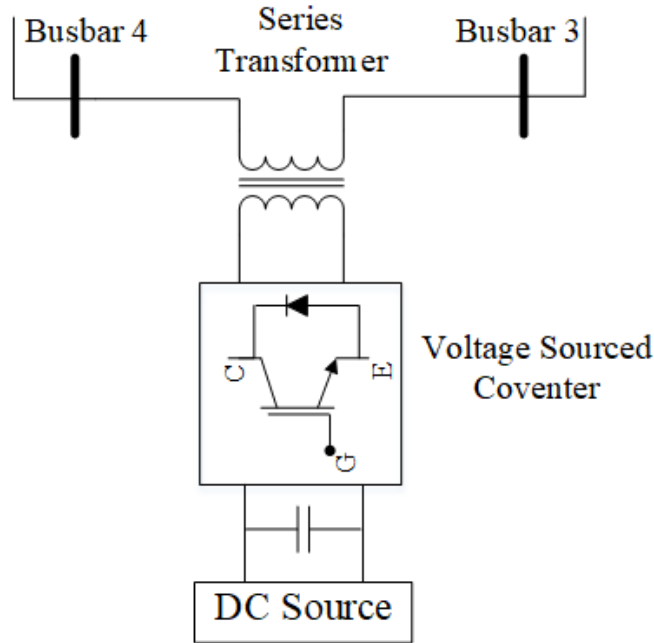 Busbar 4
Series
Transformer
Busbar 3
C
E
G
Voltage Sourced
Coventer
DC Source